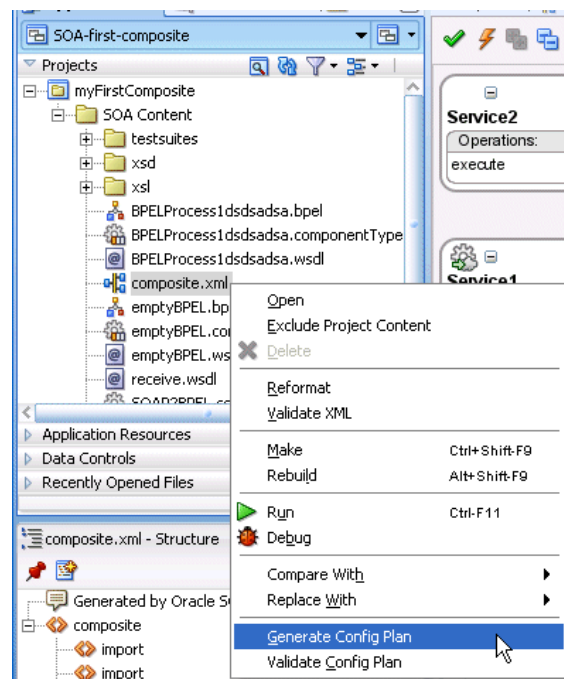 SOA-first-composite
Projects
myFirstComposite
SOA Content
testsuites
xsd
xsl
BPELProcess1dsdsadsa.bpel
BPELProcess1dsdsadsa.componentType
BPELProcess1dsdsadsa.wsdl
composite.xml
emptyBPEL.bp
emptyBPEL.co
emptyBPEL.ws
receive.wsdl
Application Resources
Data Controls
Recently Opened Files
composite.xml - Structure
Generated by Oracle S
composite
import
import
Service2
Operations:
execute
Service1
Open
Exclude Project Content
Delete
Reformat
Validate XML
Make Ctrl+Shift-F9
Rebuild Alt+Shift-F9
Run Ctrl-F11
Debug
Compare With
Replace With
Generate Config Plan
Validate Config Plan